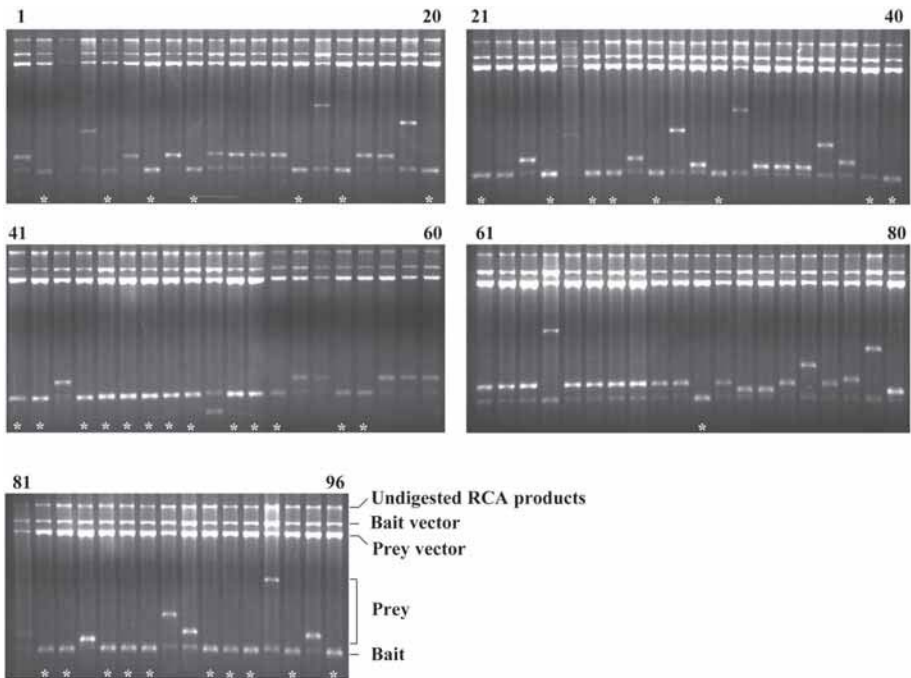 1 20
21 40
* * * * * * *
* * * * * * * *
41 60
61 80
* * * * * * * * * * * * *
*
81 96
Undigested RCA products
Bait vector
Prey vector
Prey
Bait
* * * * * * * * * *